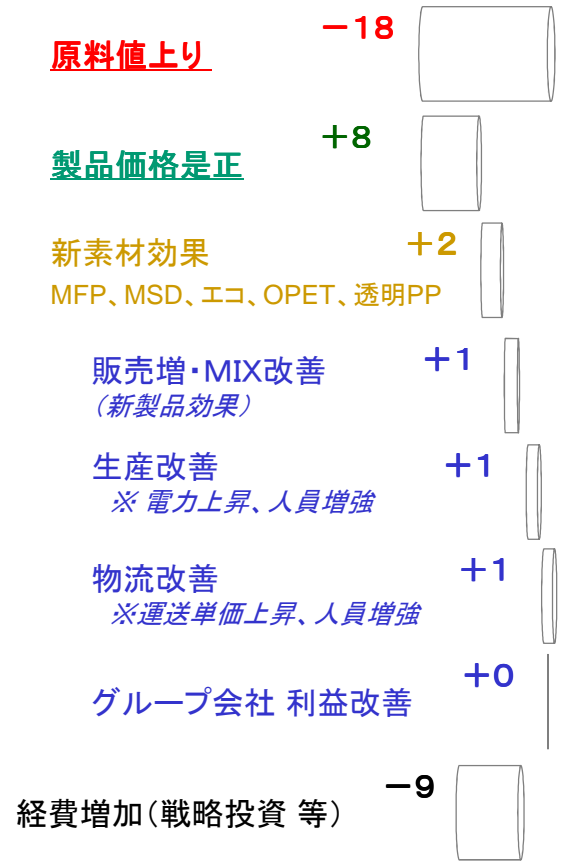 原料値上り －18
製品価格是正 ＋8
新素材効果 ＋2
MFP、MSD、エコ、OPET、透明PP
販売増・MIX改善 ＋1
（新製品効果）
生産改善 ＋1
※ 電力上昇、人員増強
物流改善 ＋1
※運送単価上昇、人員増強
グループ会社 利益改善 ＋0
経費増加（戦略投資 等） －9